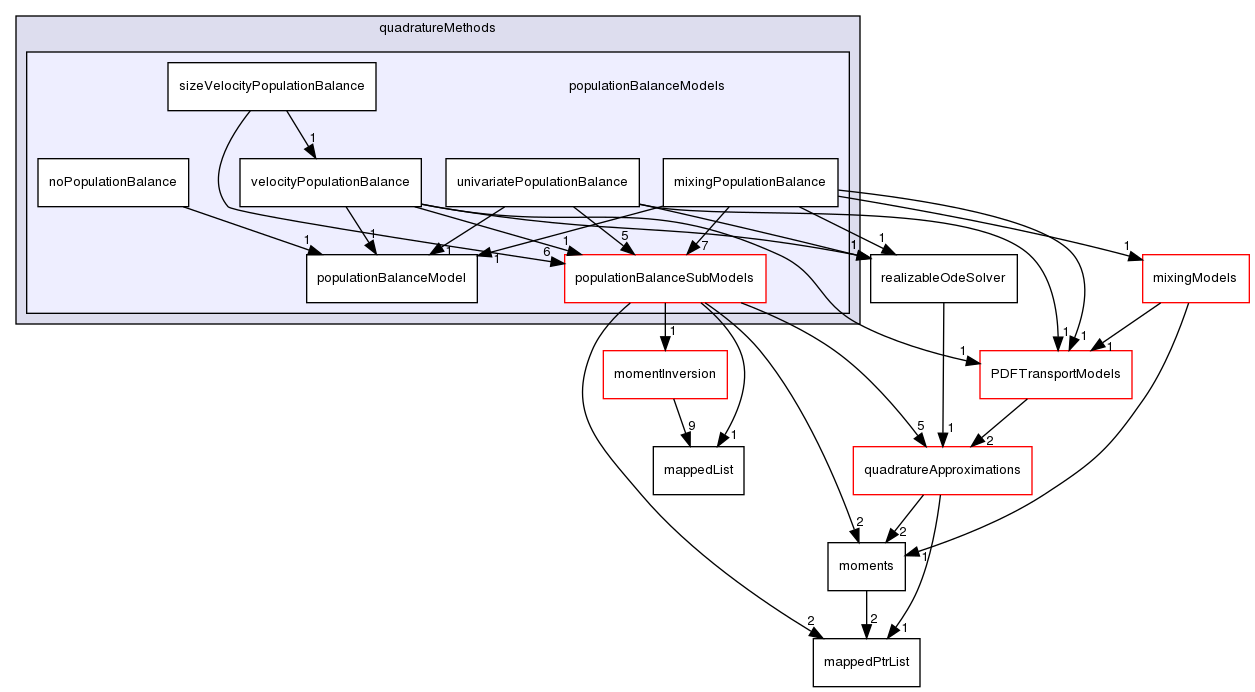 quadratureMethods
sizeVelocityPopulationBalance
populationBalanceModels
1
noPopulationBalance
velocityPopulationBalance
univariatePopulationBalance
mixingPopulationBalance
1
1
1
6
1
5
1
7
1
1
1
populationBalanceModel
populationBalanceSubModels
realizableOdeSolver
mixingModels
1
1
1
1
1
momentInversion
PDFTransportModels
9
1
5
1
2
mappedList
quadratureApproximations
2
2
1
moments
2
2
1
mappedPtrList